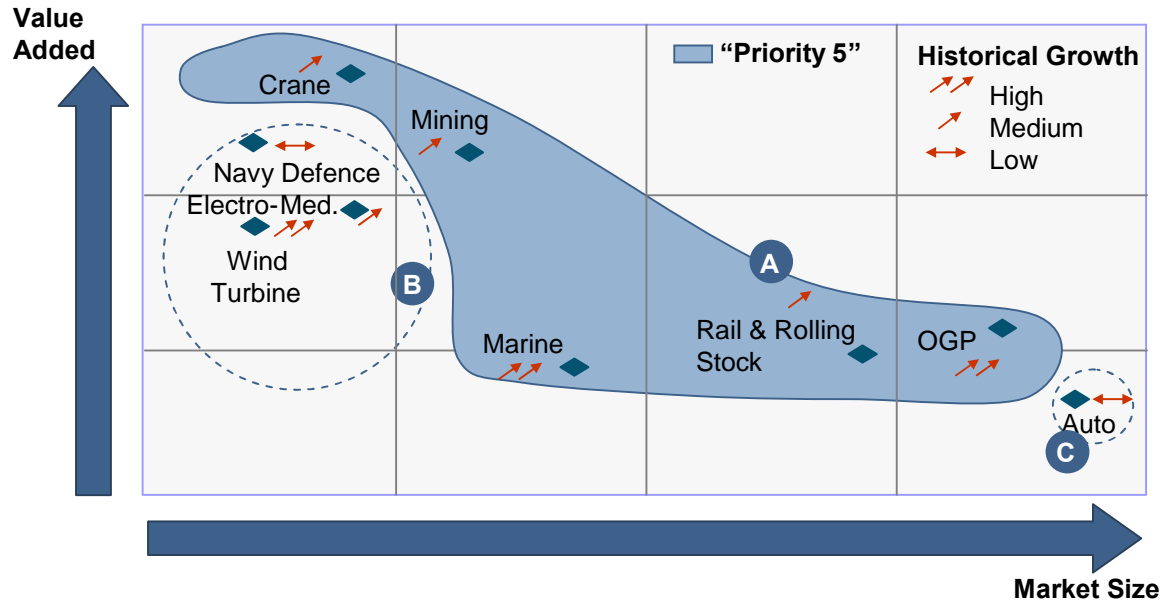 Value
Added
“Priority 5”
Historical Growth
High
Medium
Low
Crane
Mining
Navy Defence
Electro-Med.
Wind
Turbine
B
A
Marine
Rail & Rolling
Stock
OGP
Auto
C
Market Size